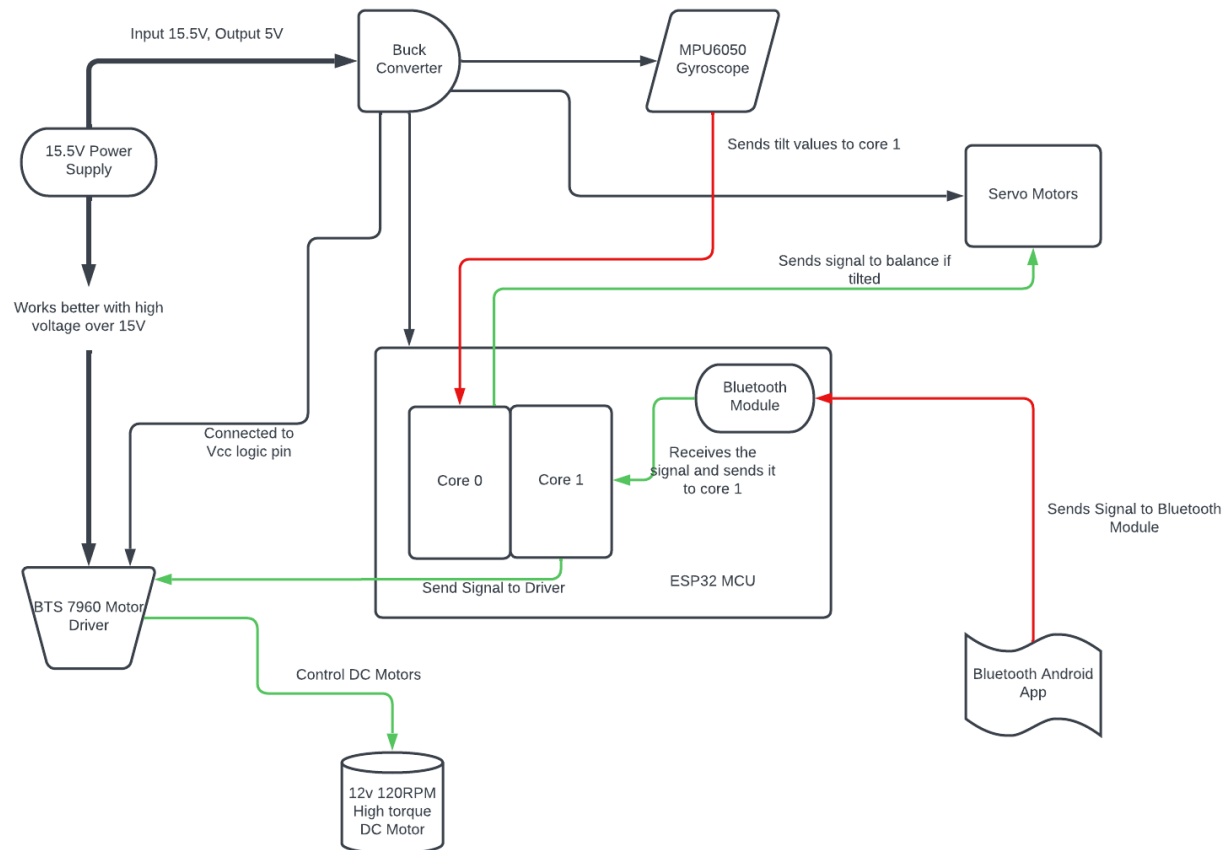 Input 15.5V, Output 5V
Buck
Converter
MPU6050
Gyroscope
15.5V Power
Supply
Sends tilt values to core 1
Servo Motors
Sends signal to balance if
tilted
Works better with high
voltage over 15V
Bluetooth
Module
Connected to
Vcc logic pin
Receives the
signal and sends it
to core 1
Core 0
Core 1
Sends Signal to Bluetooth
Module
ESP32 MCU
Send Signal to Driver
BTS 7960 Motor
Driver
Control DC Motors
Bluetooth Android
App
12v 120RPM
High torque
DC Motor